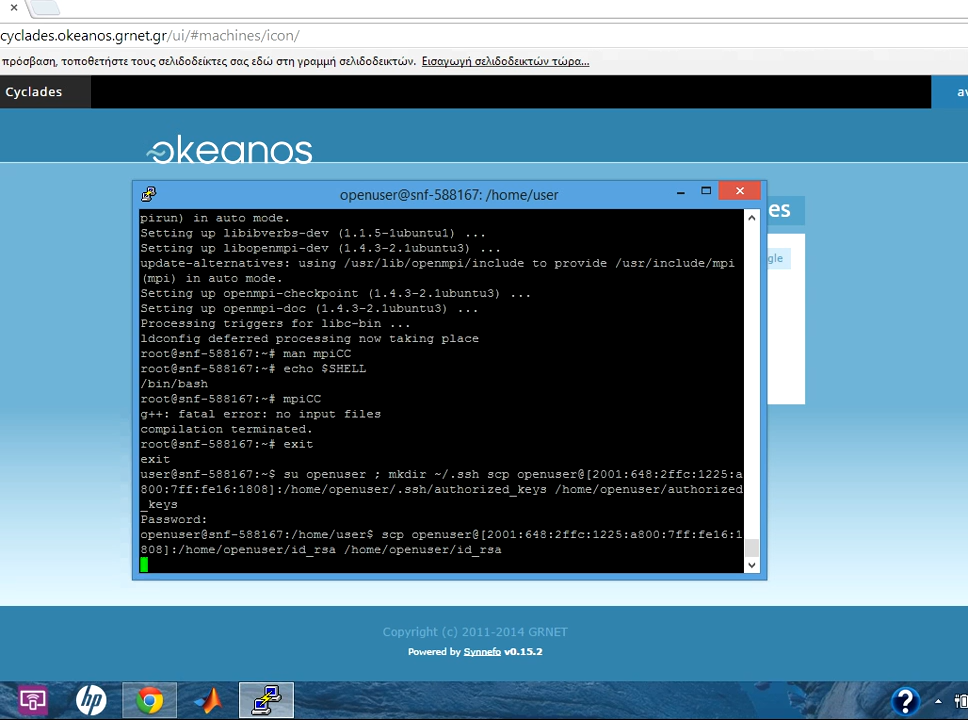 cyclades.okeanos.grnet.gr/ui/#machines/icon/
πρόσβαση, τοποθετήστε τους σελιδοδείκτες σας εδώ στη γραμμή σελιδοδεικτών. Εισαγωγή σελιδοδεικτών τώρα...
Cyclades
av
~okeanos
openuser@snf-588167: /home/user
es
gle
pirun) in auto mode.
Setting up libibverbs-dev (1.1.5-1ubuntu1) ...
Setting up libopenmpi-dev (1.4.3-2.1ubuntu3) ...
update-alternatives: using /usr/lib/openmpi/include to provide /usr/include/mpi
(mpi) in auto mode.
Setting up openmpi-checkpoint (1.4.3-2.1ubuntu3) ...
Setting up openmpi-doc (1.4.3-2.1ubuntu3) ...
Processing triggers for libc-bin ...
ldconfig deferred processing now taking place
root@snf-588167:~# man mpiCC
root@snf-588167:~# echo $SHELL
/bin/bash
root@snf-588167:~# mpiCC
g++: fatal error: no input files
compilation terminated.
root@snf-588167:~# exit
exit
user@snf-588167:~$ su openuser ; mkdir ~/.ssh scp openuser@[2001:648:2ffc:1225:a
800:7ff:fe16:1808]:/home/openuser/.ssh/authorized_keys /home/openuser/authorized
_keys
Password:
openuser@snf-588167:/home/user$ scp openuser@[2001:648:2ffc:1225:a800:7ff:fe16:1
808]:/home/openuser/id_rsa /home/openuser/id_rsa
Copyright (c) 2011-2014 GRNET
Powered by Synnefo v0.15.2
hp
?